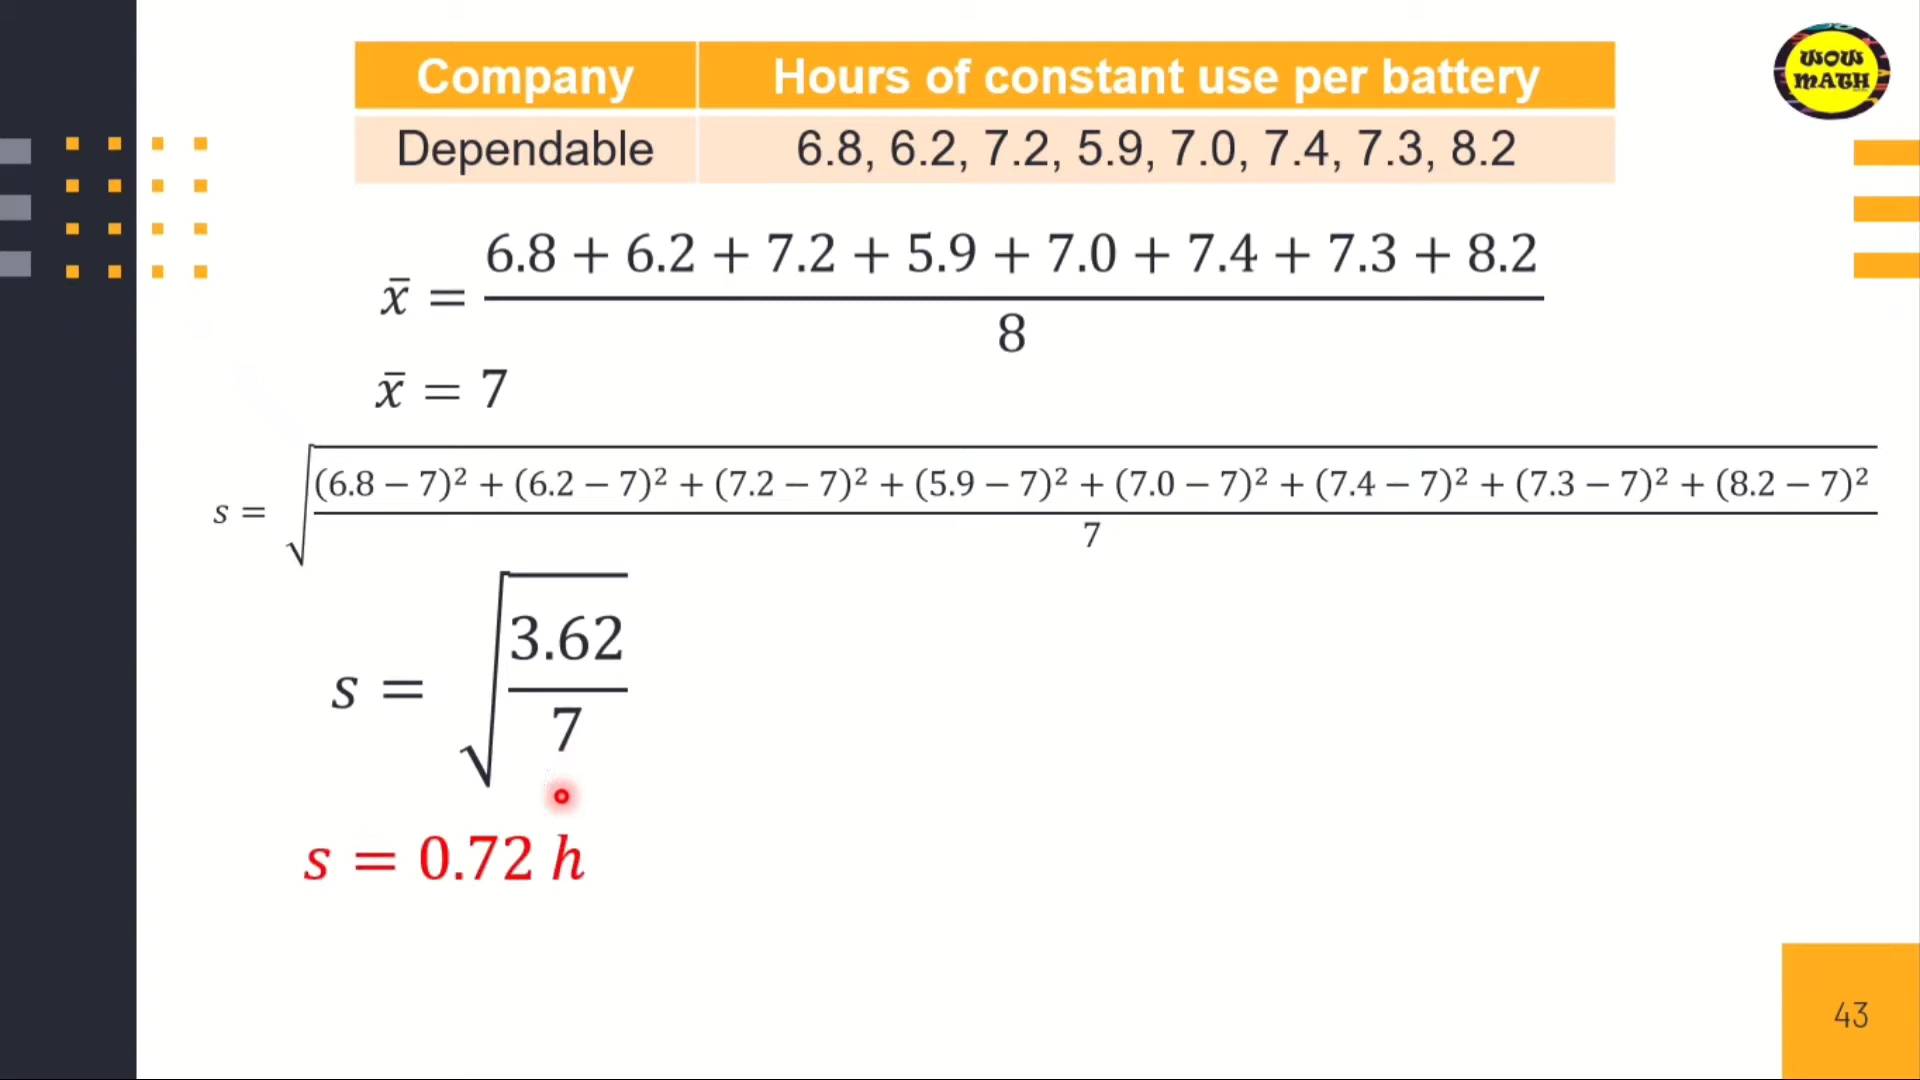 WOW
MATH
Company Hours of constant use per battery
Dependable 6.8, 6.2, 7.2, 5.9, 7.0, 7.4, 7.3, 8.2
x̄ = (6.8 + 6.2 + 7.2 + 5.9 + 7.0 + 7.4 + 7.3 + 8.2) / 8
x̄ = 7
s = √(((6.8 − 7)² + (6.2 − 7)² + (7.2 − 7)² + (5.9 − 7)² + (7.0 − 7)² + (7.4 − 7)² + (7.3 − 7)² + (8.2 − 7)²) / 7)
s = √(3.62 / 7)
s = 0.72 h
43